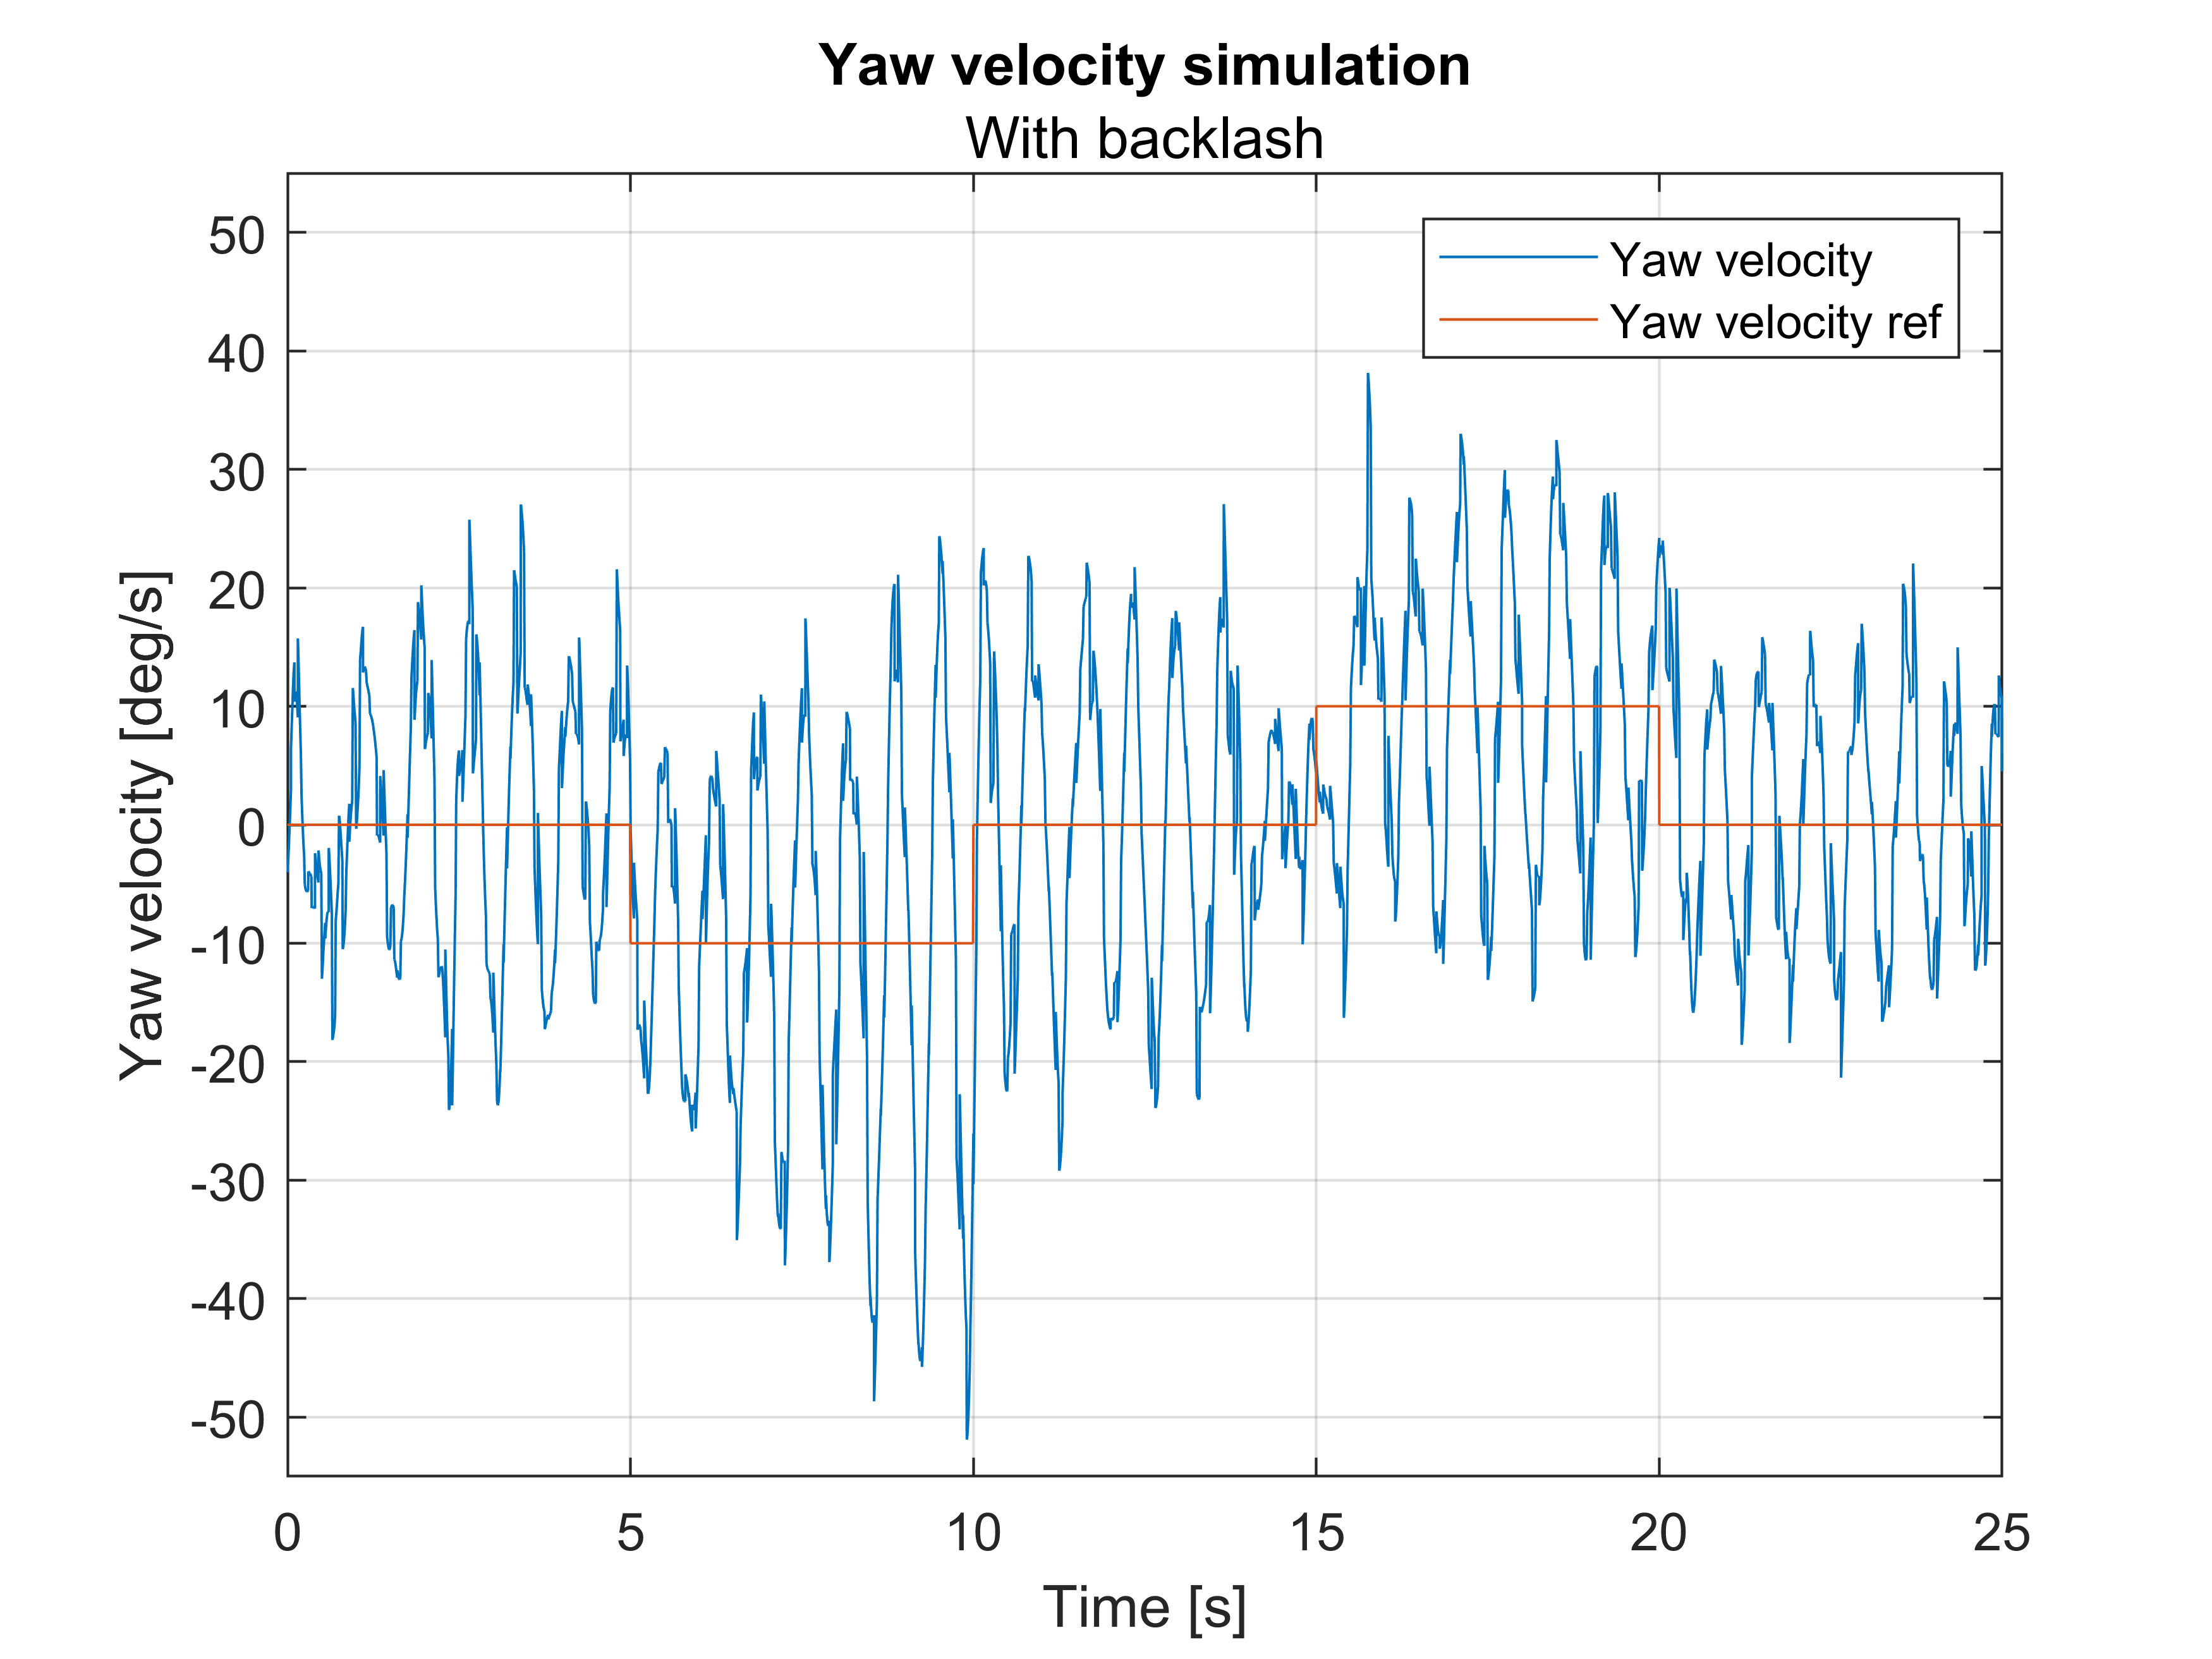 Yaw velocity simulation
With backlash
Yaw velocity
Yaw velocity ref
50
40
30
20
10
0
-10
-20
-30
-40
-50
Yaw velocity [deg/s]
0 5 10 15 20 25
Time [s]